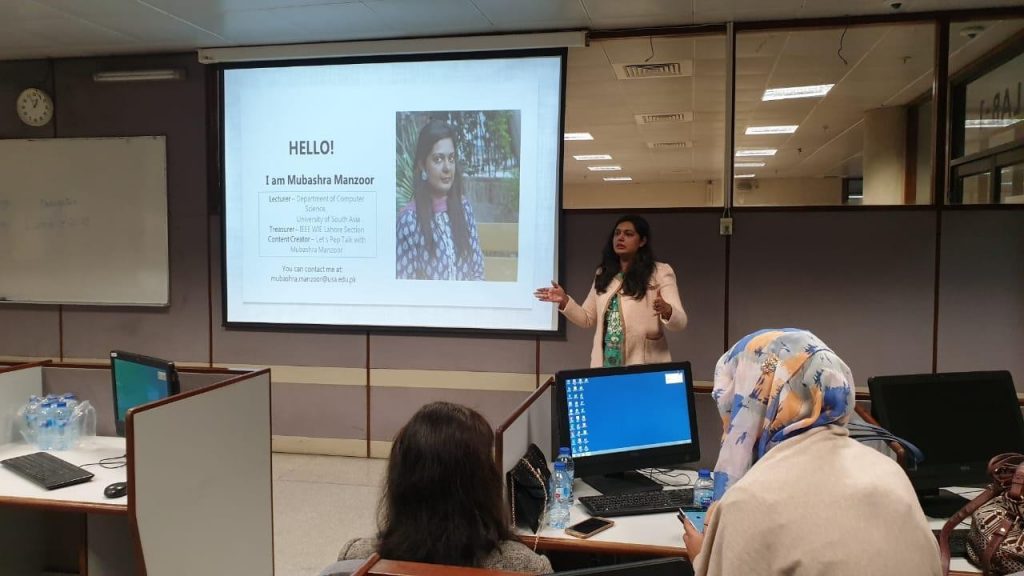 HELLO!
I am Mubashra Manzoor
Lecturer – Department of Computer
Science,
University of South Asia
Treasurer – IEEE WIE Lahore Section
Content Creator – Let's Pep Talk with
Mubashra Manzoor
You can contact me at:
mubashra.manzoor@usa.edu.pk
LAB